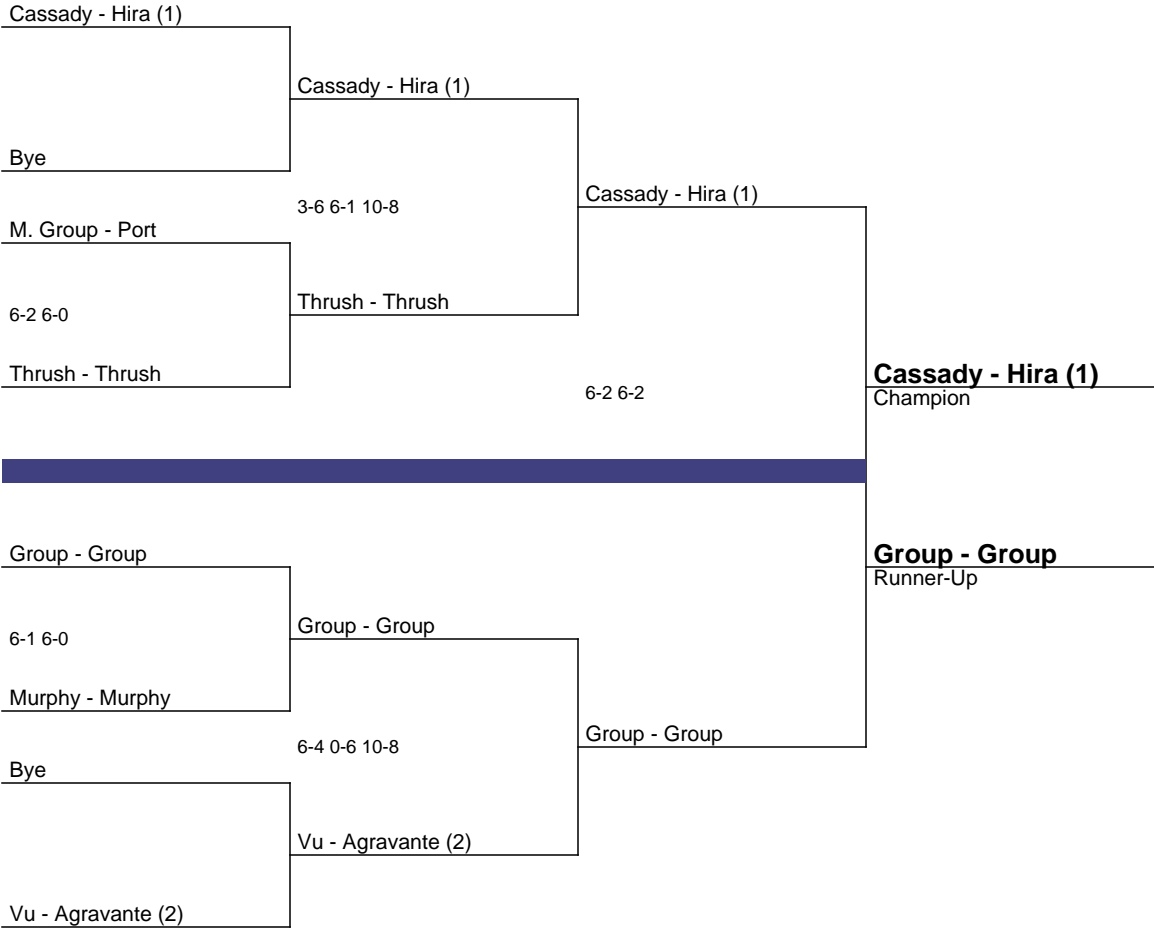 Cassady - Hira (1)
Cassady - Hira (1)
Bye
Cassady - Hira (1)
3-6 6-1 10-8
M. Group - Port
Thrush - Thrush
6-2 6-0
Thrush - Thrush
Cassady - Hira (1)
6-2 6-2
Champion
Group - Group
Group - Group
Runner-Up
Group - Group
6-1 6-0
Murphy - Murphy
Group - Group
6-4 0-6 10-8
Bye
Vu - Agravante (2)
Vu - Agravante (2)